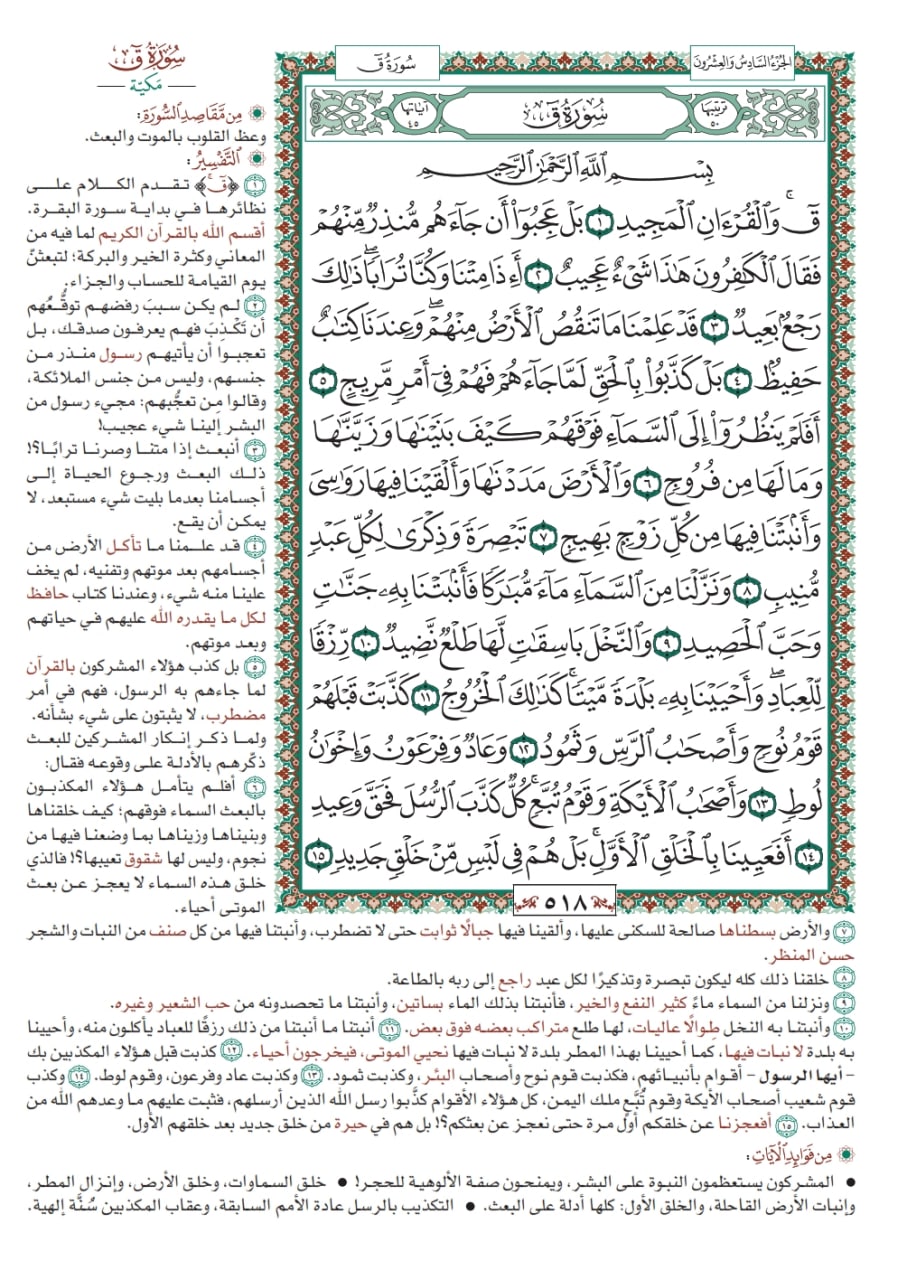 الجُزْءُ السَّادِسُ وَالعِشْرُونَ
سُورَةُ قٓ
تَرتيبُهَا ٥٠
سُورَةُ قٓ
آيَاتُهَا ٤٥
بِسْمِ ٱللَّهِ ٱلرَّحْمَٰنِ ٱلرَّحِيمِ
قٓۚ وَٱلْقُرْءَانِ ٱلْمَجِيدِ ١ بَلْ عَجِبُوٓا۟ أَن جَآءَهُم مُّنذِرٌ مِّنْهُمْ
فَقَالَ ٱلْكَٰفِرُونَ هَٰذَا شَىْءٌ عَجِيبٌ ٢ أَءِذَا مِتْنَا وَكُنَّا تُرَابًاۖ ذَٰلِكَ
رَجْعٌۢ بَعِيدٌ ٣ قَدْ عَلِمْنَا مَا تَنقُصُ ٱلْأَرْضُ مِنْهُمْۖ وَعِندَنَا كِتَٰبٌ
حَفِيظٌۢ ٤ بَلْ كَذَّبُوا۟ بِٱلْحَقِّ لَمَّا جَآءَهُمْ فَهُمْ فِىٓ أَمْرٍ مَّرِيجٍ ٥
أَفَلَمْ يَنظُرُوٓا۟ إِلَى ٱلسَّمَآءِ فَوْقَهُمْ كَيْفَ بَنَيْنَٰهَا وَزَيَّنَّٰهَا
وَمَا لَهَا مِن فُرُوجٍ ٦ وَٱلْأَرْضَ مَدَدْنَٰهَا وَأَلْقَيْنَا فِيهَا رَوَٰسِىَ
وَأَنۢبَتْنَا فِيهَا مِن كُلِّ زَوْجٍۭ بَهِيجٍ ٧ تَبْصِرَةً وَذِكْرَىٰ لِكُلِّ عَبْدٍ
مُّنِيبٍ ٨ وَنَزَّلْنَا مِنَ ٱلسَّمَآءِ مَآءً مُّبَٰرَكًا فَأَنۢبَتْنَا بِهِۦ جَنَّٰتٍ
وَحَبَّ ٱلْحَصِيدِ ٩ وَٱلنَّخْلَ بَاسِقَٰتٍ لَّهَا طَلْعٌ نَّضِيدٌ ١٠ رِّزْقًا
لِّلْعِبَادِۖ وَأَحْيَيْنَا بِهِۦ بَلْدَةً مَّيْتًاۚ كَذَٰلِكَ ٱلْخُرُوجُ ١١ كَذَّبَتْ قَبْلَهُمْ
قَوْمُ نُوحٍ وَأَصْحَٰبُ ٱلرَّسِّ وَثَمُودُ ١٢ وَعَادٌ وَفِرْعَوْنُ وَإِخْوَٰنُ
لُوطٍ ١٣ وَأَصْحَٰبُ ٱلْأَيْكَةِ وَقَوْمُ تُبَّعٍۚ كُلٌّ كَذَّبَ ٱلرُّسُلَ فَحَقَّ وَعِيدِ
١٤ أَفَعَيِينَا بِٱلْخَلْقِ ٱلْأَوَّلِۚ بَلْ هُمْ فِى لَبْسٍ مِّنْ خَلْقٍ جَدِيدٍ ١٥
٥١٨
سُورَةُ قٓ
مَكيّة
مِن مَّقَاصِدِ السُّورَةِ:
وعظ القلوب بالموت والبعث.
التَّفْسِيرُ:
١ ﴿قٓ﴾ تقدم الكلام على
نظائرها في بداية سورة البقرة.
أقسم الله بالقرآن الكريم لما فيه من
المعاني وكثرة الخير والبركة؛ لتبعثنّ
يوم القيامة للحساب والجزاء.
٢ لم يكن سببَ رفضهم توقُّعُهم
أن تَكْذِبَ فهم يعرفون صدقك، بل
تعجبوا أن يأتيهم رسول منذر من
جنسهم، وليس من جنس الملائكة،
وقالوا مِن تعجُّبهم: مجيء رسول من
البشر إلينا شيء عجيب!
٣ أنبعث إذا متنا وصرنا ترابًا؟!
ذلك البعث ورجوع الحياة إلى
أجسامنا بعدما بليت شيء مستبعد، لا
يمكن أن يقع.
٤ قد علمنا ما تأكل الأرض من
أجسامهم بعد موتهم وتفنيه، لم يخف
علينا منه شيء، وعندنا كتاب حافظ
لكل ما يقدره الله عليهم في حياتهم
وبعد موتهم.
٥ بل كذب هؤلاء المشركون بالقرآن
لما جاءهم به الرسول، فهم في أمر
مضطرب، لا يثبتون على شيء بشأنه.
ولما ذكر إنكار المشركين للبعث
ذكَّرهم بالأدلة على وقوعه فقال:
٦ أفلم يتأمل هؤلاء المكذبون
بالبعث السماء فوقهم؛ كيف خلقناها
وبنيناها وزيناها بما وضعنا فيها من
نجوم، وليس لها شقوق تعيبها؟! فالذي
خلق هذه السماء لا يعجز عن بعث
الموتى أحياء.
٧ والأرض بسطناها صالحة للسكنى عليها، وألقينا فيها جبالًا ثوابت حتى لا تضطرب، وأنبتنا فيها من كل صنف من النبات والشجر
حسن المنظر.
٨ خلقنا ذلك كله ليكون تبصرة وتذكيرًا لكل عبد راجع إلى ربه بالطاعة.
٩ ونزلنا من السماء ماءً كثير النفع والخير، فأنبتنا بذلك الماء بساتين، وأنبتنا ما تحصدونه من حب الشعير وغيره.
١٠ وأنبتنا به النخل طِوالًا عاليات، لها طلع متراكب بعضه فوق بعض. ١١ أنبتنا ما أنبتنا من ذلك رزقًا للعباد يأكلون منه، وأحيينا
به بلدة لا نبات فيها، كما أحيينا بهذا المطر بلدة لا نبات فيها نحيي الموتى، فيخرجون أحياء. ١٢ كذبت قبل هؤلاء المكذبين بك
– أيها الرسول – أقوام بأنبيائهم، فكذبت قوم نوح وأصحاب البئر، وكذبت ثمود. ١٣ وكذبت عاد وفرعون، وقوم لوط. ١٤ وكذب
قوم شعيب أصحاب الأيكة وقوم تُبَّعٍ ملك اليمن، كل هؤلاء الأقوام كذَّبوا رسل الله الذين أرسلهم، فثبت عليهم ما وعدهم الله من
العذاب. ١٥ أفعجزنا عن خلقكم أول مرة حتى نعجز عن بعثكم؟! بل هم في حيرة من خلق جديد بعد خلقهم الأول.
مِن فَوَائِدِ الآيَاتِ:
• المشركون يستعظمون النبوة على البشر، ويمنحون صفة الألوهية للحجر! • خلق السماوات، وخلق الأرض، وإنزال المطر،
وإنبات الأرض القاحلة، والخلق الأول: كلها أدلة على البعث. • التكذيب بالرسل عادة الأمم السابقة، وعقاب المكذبين سُنَّة إلهية.